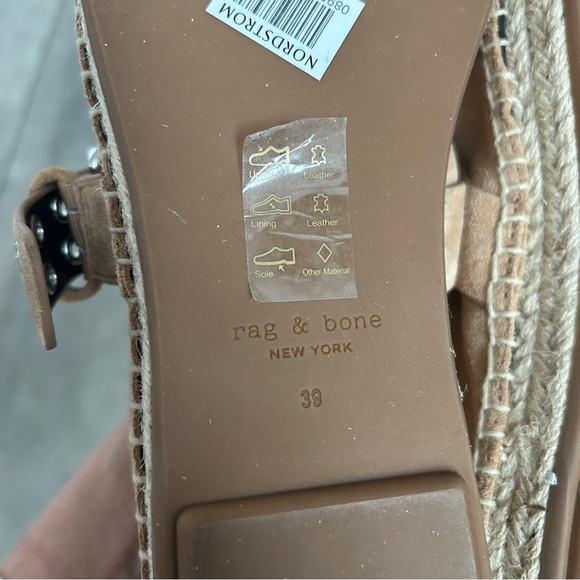 NORDSTROM
Upper Leather
Lining Leather
Sole Other Material
rag & bone
NEW YORK
39